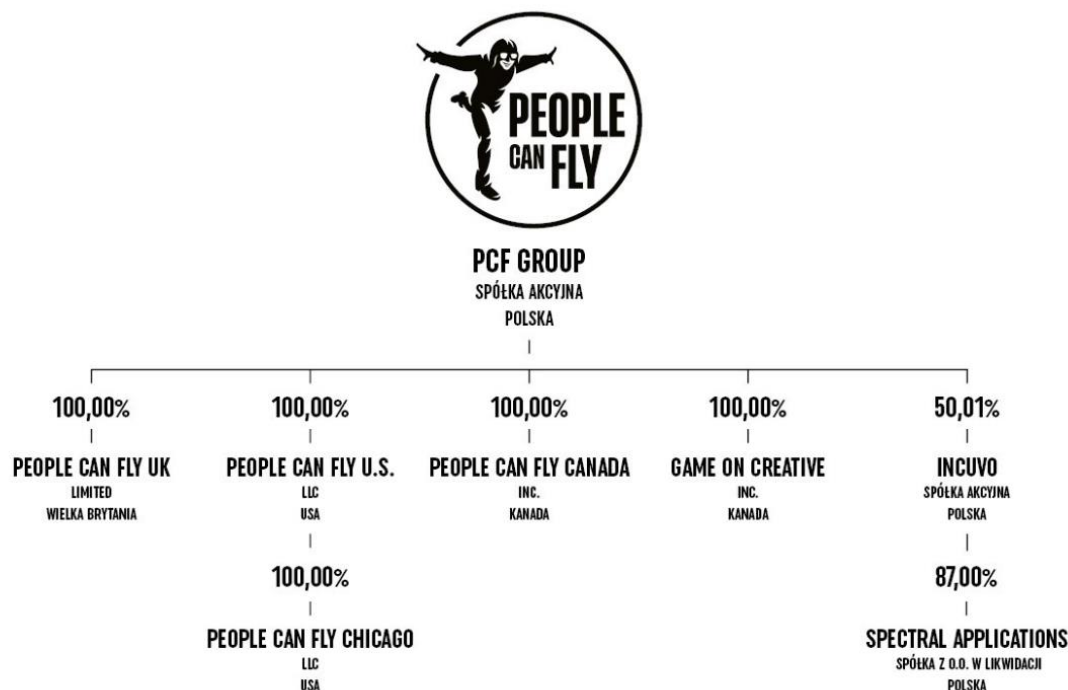 PEOPLE
CAN FLY
PCF GROUP
SPÓŁKA AKCYJNA
POLSKA
100,00% 100,00% 100,00% 100,00% 50,01%
PEOPLE CAN FLY UK PEOPLE CAN FLY U.S. PEOPLE CAN FLY CANADA GAME ON CREATIVE INCUVO
LIMITED LLC INC. INC. SPÓŁKA AKCYJNA
WIELKA BRYTANIA USA KANADA KANADA POLSKA
100,00% 87,00%
PEOPLE CAN FLY CHICAGO SPECTRAL APPLICATIONS
LLC SPÓŁKA Z O.O. W LIKWIDACJI
USA POLSKA